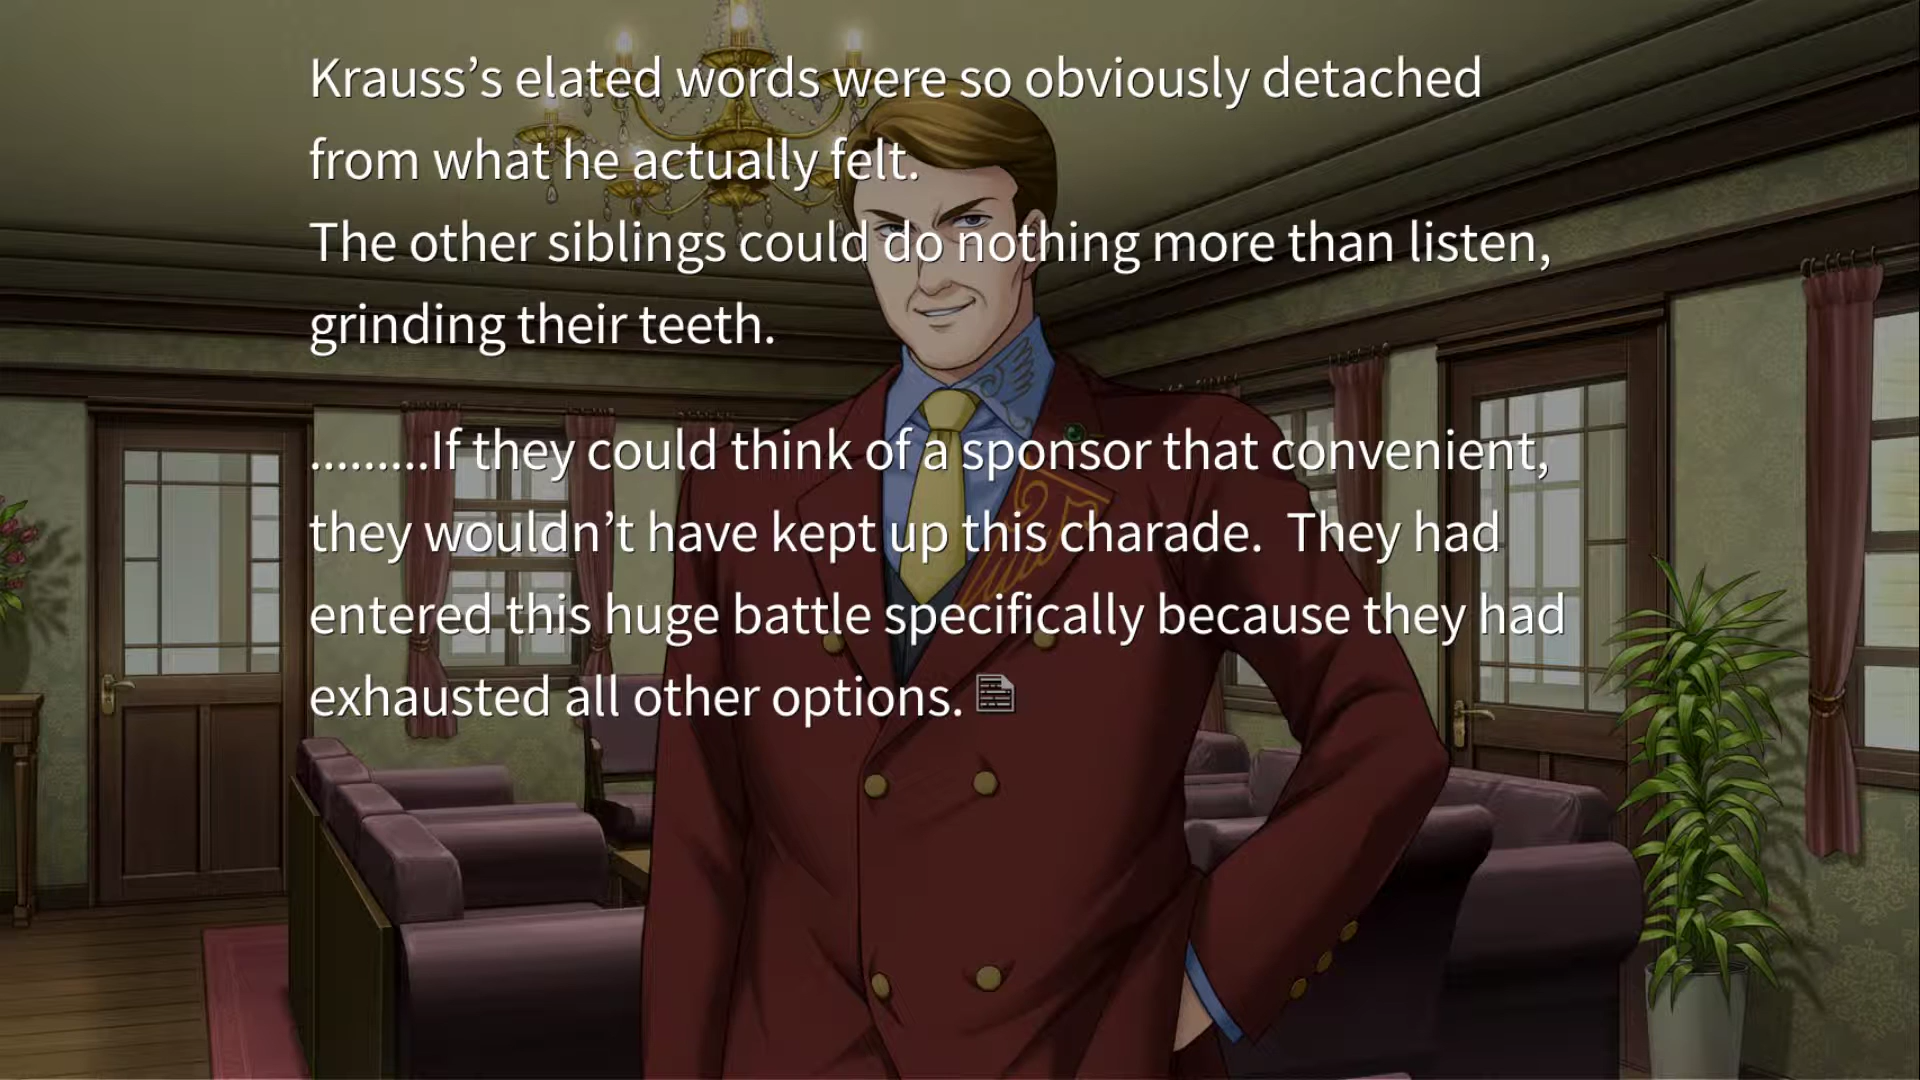 Krauss’s elated words were so obviously detached
from what he actually felt.
The other siblings could do nothing more than listen,
grinding their teeth.
.........If they could think of a sponsor that convenient,
they wouldn’t have kept up this charade.  They had
entered this huge battle specifically because they had
exhausted all other options.